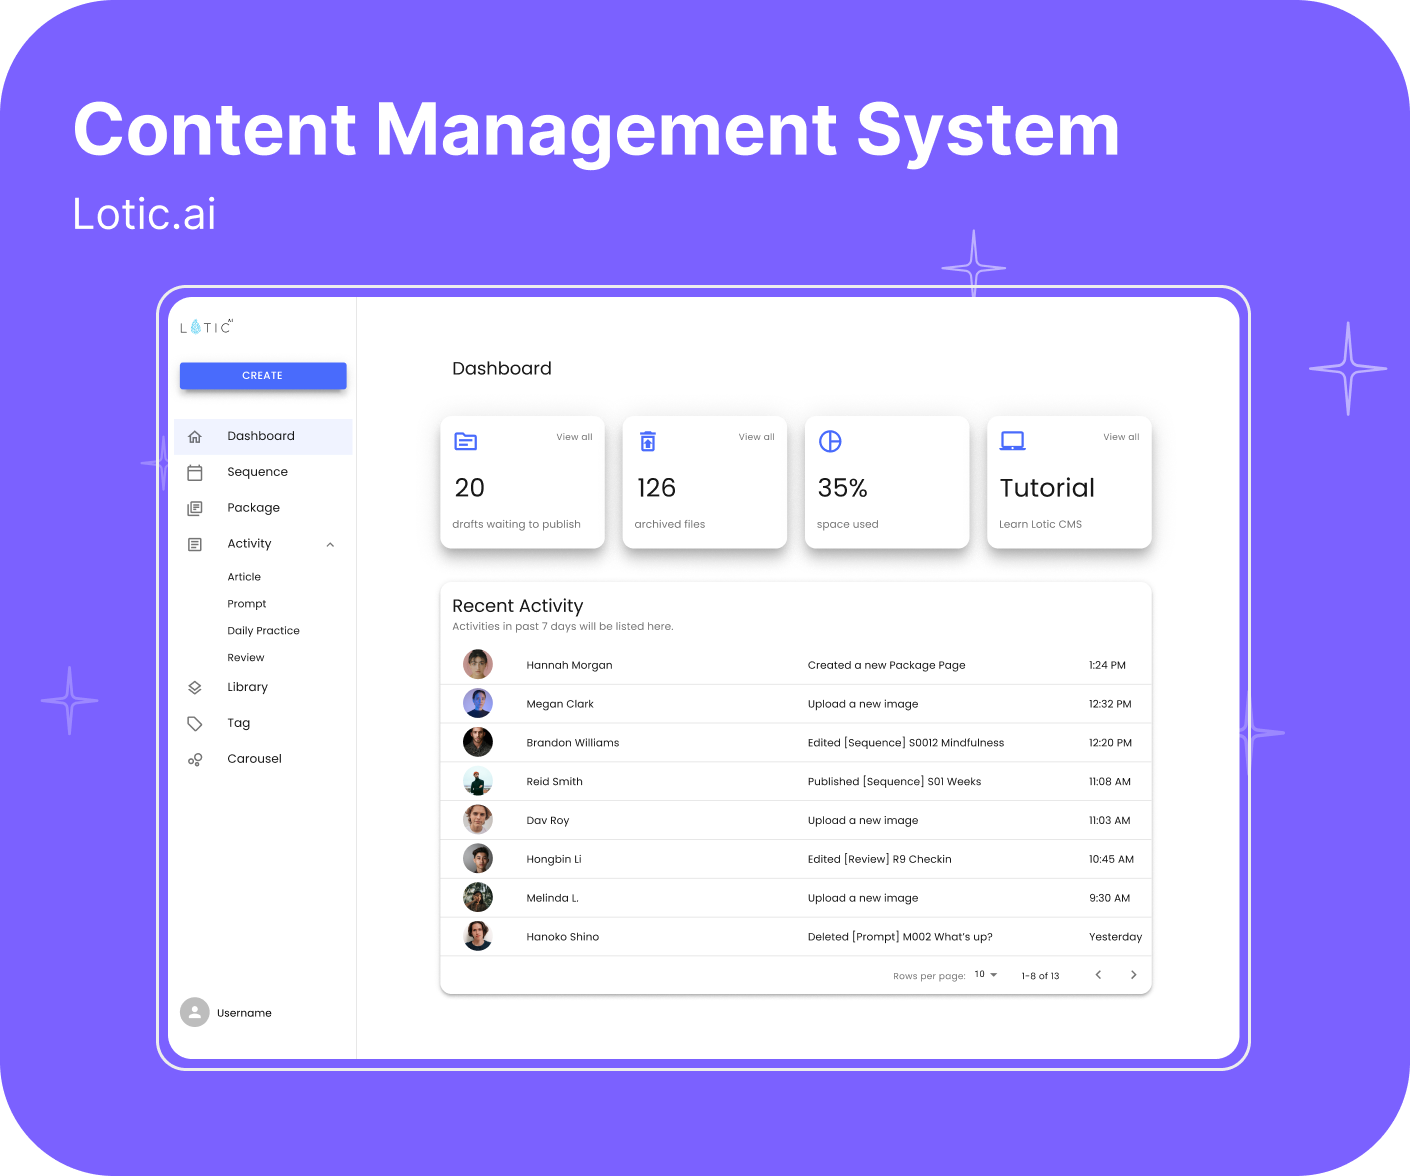 Content Management System
Lotic.ai
LOTIC AI
CREATE
Dashboard
Sequence
Package
Activity
Article
Prompt
Daily Practice
Review
Library
Tag
Carousel
Username
Dashboard
View all
20
drafts waiting to publish
View all
126
archived files
35%
space used
View all
Tutorial
Learn Lotic CMS
Recent Activity
Activities in past 7 days will be listed here.
Hannah Morgan Created a new Package Page 1:24 PM
Megan Clark Upload a new image 12:32 PM
Brandon Williams Edited [Sequence] S0012 Mindfulness 12:20 PM
Reid Smith Published [Sequence] S01 Weeks 11:08 AM
Dav Roy Upload a new image 11:03 AM
Hongbin Li Edited [Review] R9 Checkin 10:45 AM
Melinda L. Upload a new image 9:30 AM
Hanoko Shino Deleted [Prompt] M002 What's up? Yesterday
Rows per page: 10 1-8 of 13